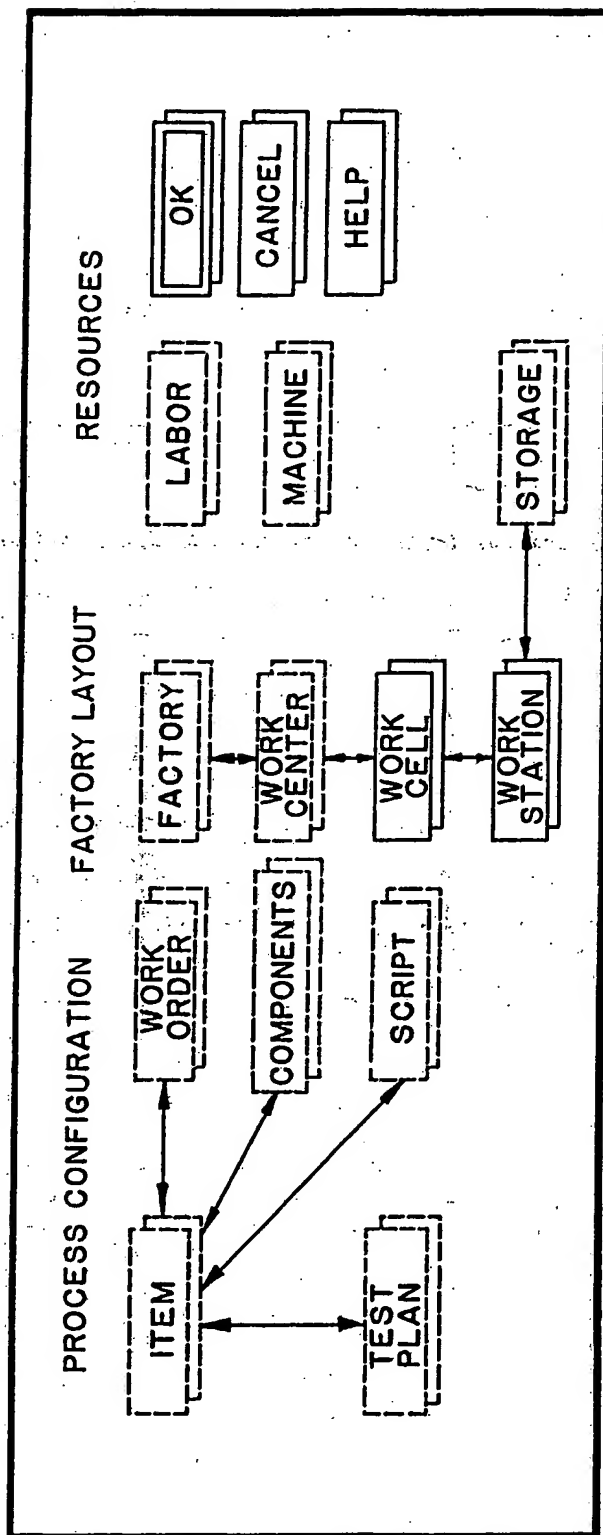 PROCESS CONFIGURATION
FACTORY LAYOUT
RESOURCES
ITEM
WORK
ORDER
FACTORY
LABOR
OK
COMPONENTS
WORK
CENTER
MACHINE
CANCEL
HELP
TEST
PLAN
SCRIPT
WORK
CELL
WORK
STATION
STORAGE